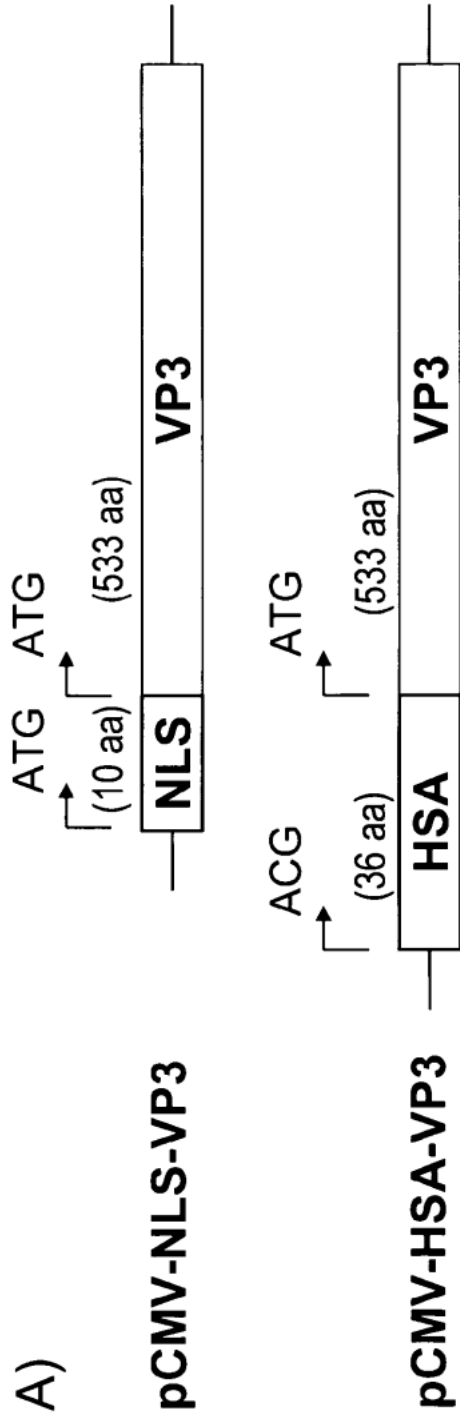 A)
ATG ATG
(10 aa) (533 aa)
pCMV-NLS-VP3 NLS VP3
ACG ATG
(36 aa) (533 aa)
pCMV-HSA-VP3 HSA VP3